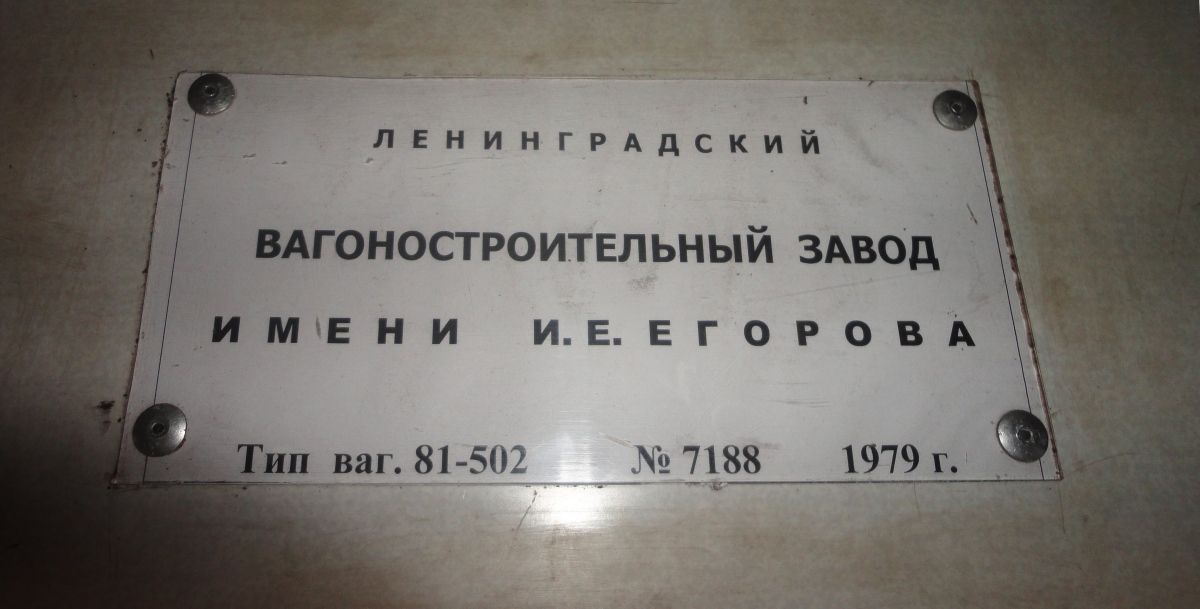 ЛЕНИНГРАДСКИЙ
ВАГОНОСТРОИТЕЛЬНЫЙ ЗАВОД
ИМЕНИ И.Е. ЕГОРОВА
Тип ваг. 81-502 № 7188 1979 г.